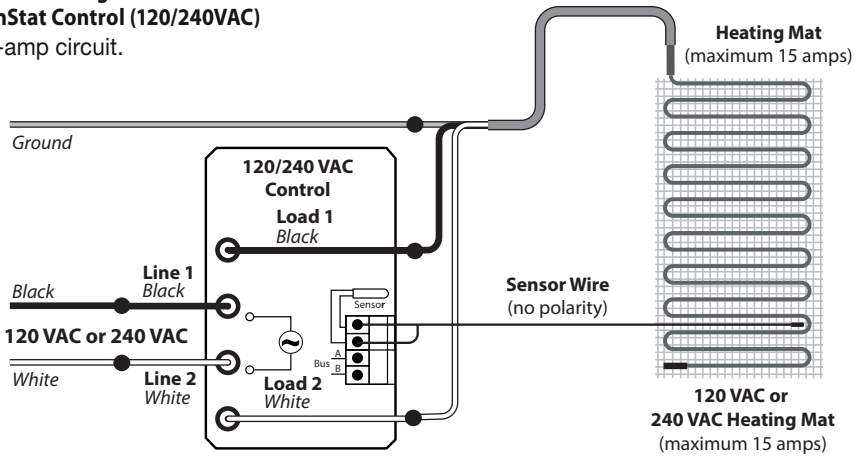 nStat Control (120/240VAC)
-amp circuit.
Heating Mat
(maximum 15 amps)
Ground
120/240 VAC
Control
Load 1
Black
Line 1
Black
Black
Sensor
Sensor Wire
(no polarity)
120 VAC or 240 VAC
Bus
A
B
White
Line 2
White
Load 2
White
120 VAC or
240 VAC Heating Mat
(maximum 15 amps)